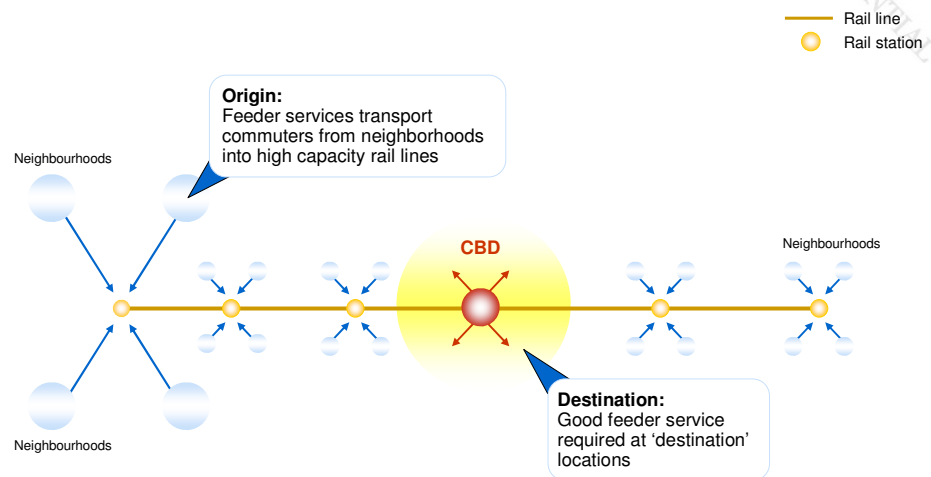 NTIAL
Rail line
Rail station
Origin:
Feeder services transport
commuters from neighborhoods
into high capacity rail lines
Neighbourhoods
CBD
Neighbourhoods
Destination:
Good feeder service
required at ‘destination’
locations
Neighbourhoods